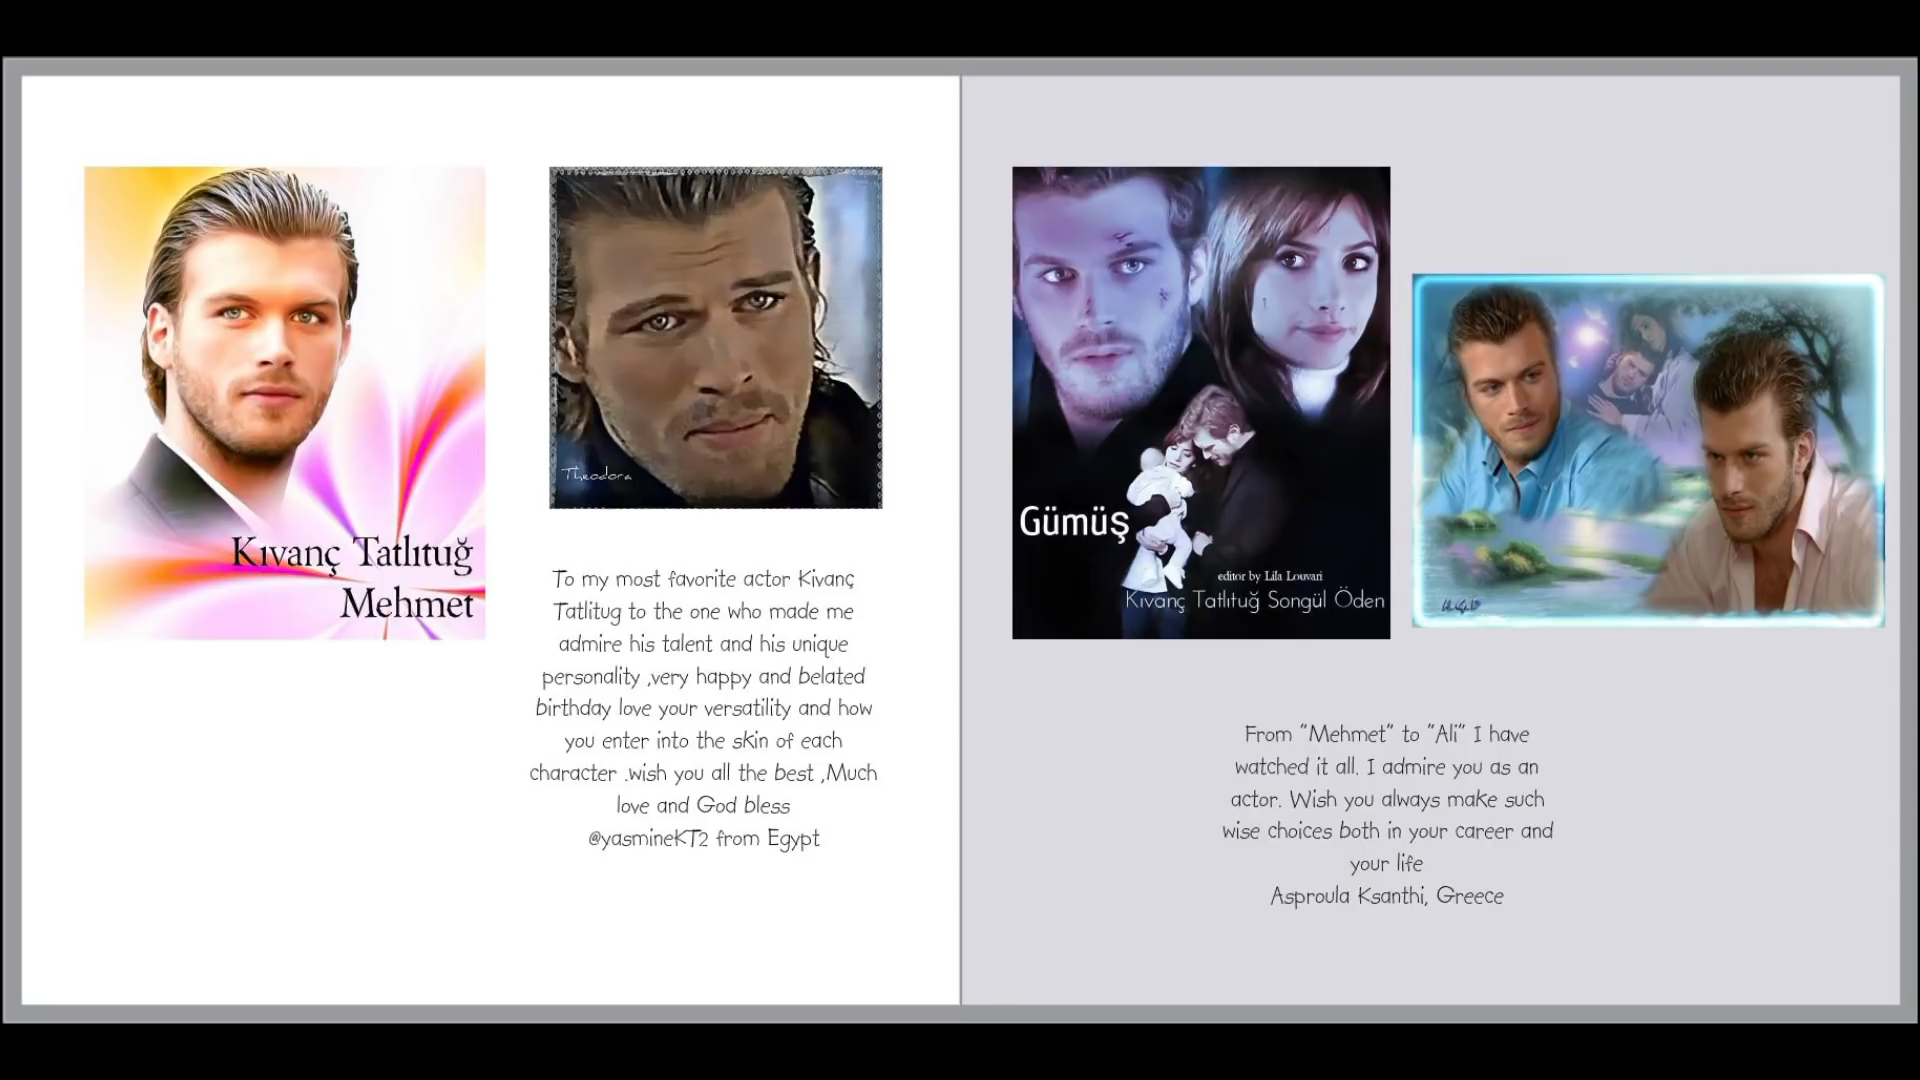 Kıvanç Tatlıtuğ
Mehmet
Theodora
To my most favorite actor Kivanç
Tatlitug to the one who made me
admire his talent and his unique
personality ,very happy and belated
birthday love your versatility and how
you enter into the skin of each
character .wish you all the best ,Much
love and God bless
@yasmineKT2 from Egypt
Gümüş
editor by Lila Louvari
Kıvanç Tatlıtuğ Songül Öden
From "Mehmet" to "Ali" I have
watched it all. I admire you as an
actor. Wish you always make such
wise choices both in your career and
your life
Asproula Ksanthi, Greece